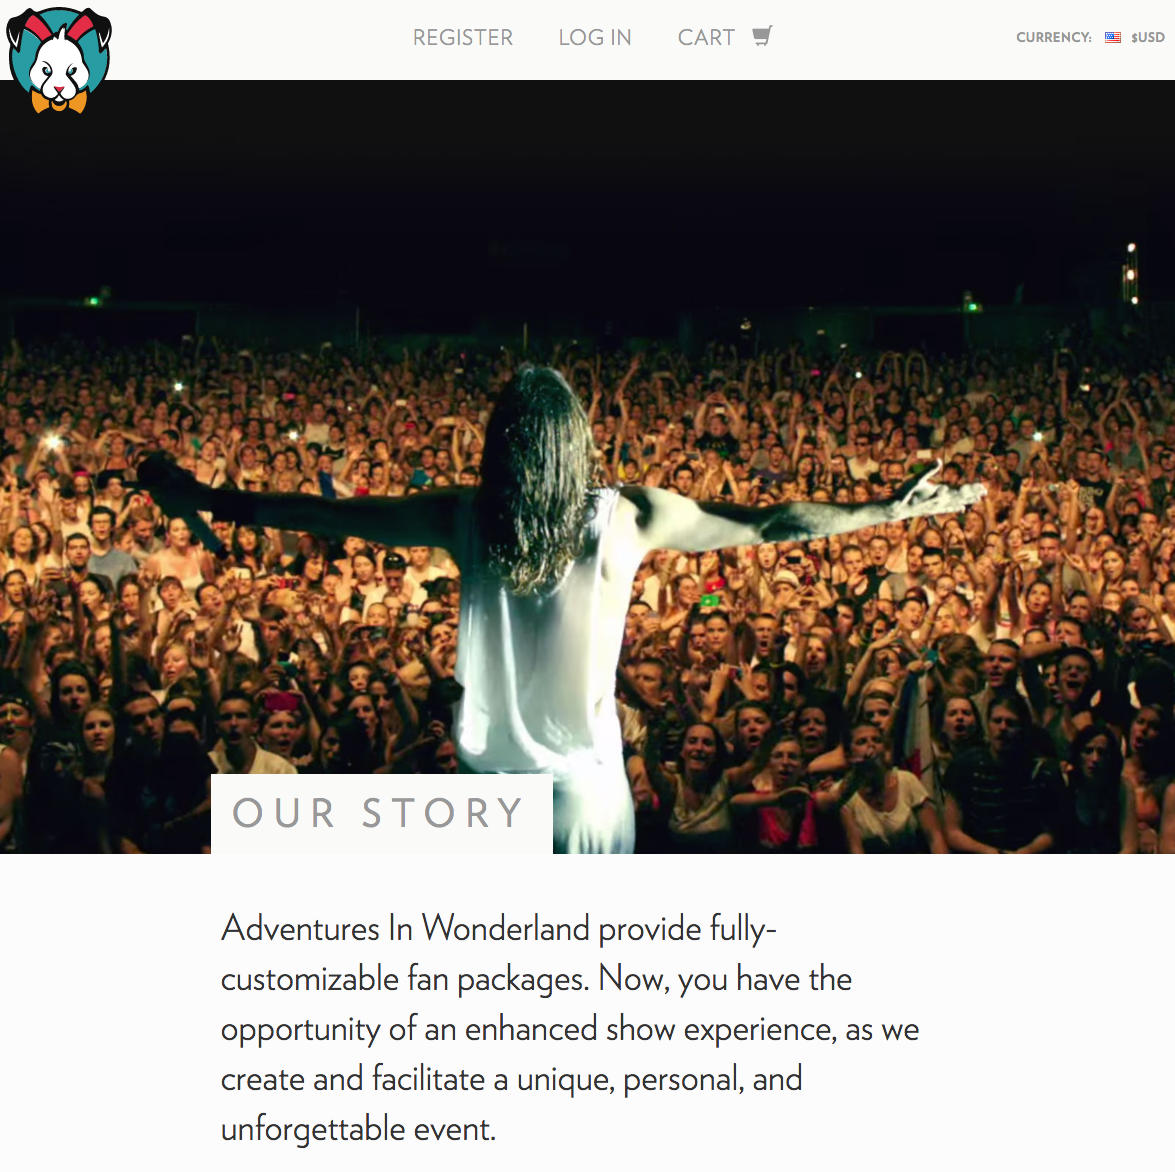 REGISTER LOG IN CART CURRENCY: $USD
OUR STORY
Adventures In Wonderland provide fully-
customizable fan packages. Now, you have the
opportunity of an enhanced show experience, as we
create and facilitate a unique, personal, and
unforgettable event.